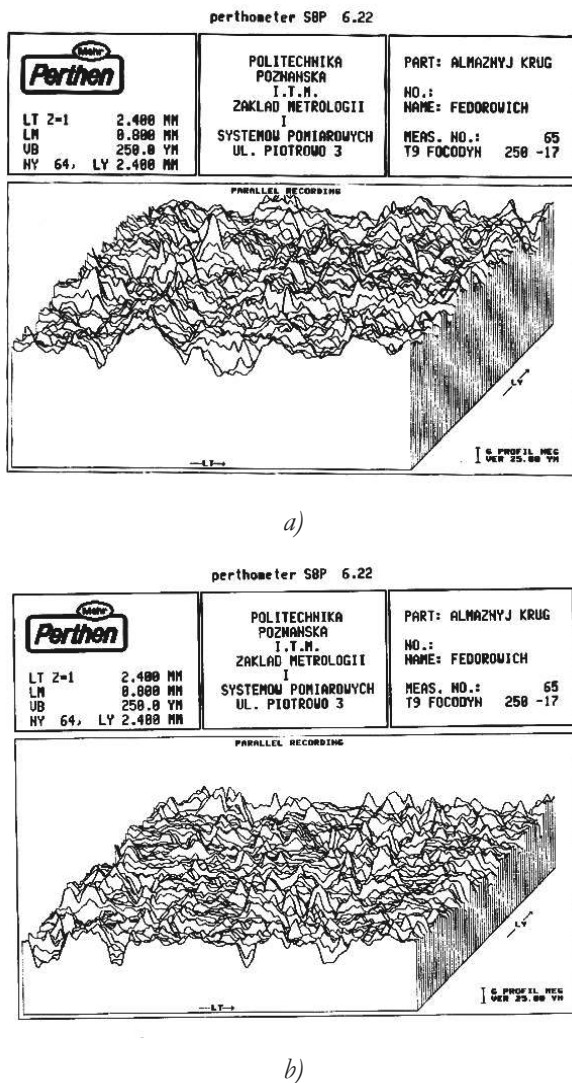 perthometer S8P 6.22
Mahr
Perthen
LT Z=1 2.400 MM
LM 0.800 MM
VB 250.0 YM
NY 64, LY 2.400 MM
POLITECHNIKA
POZNANSKA
I.T.M.
ZAKLAD METROLOGII
I
SYSTEMOW POMIAROWYCH
UL. PIOTROWO 3
PART: ALMAZNYJ KRUG
NO.:
NAME: FEDOROWICH
MEAS. NO.: 65
T9 FOCODYN 250 -17
PARALLEL RECORDING
LY
LT
G PROFIL NEG
VER 25.00 YM
a)
perthometer S8P 6.22
Mahr
Perthen
LT Z=1 2.400 MM
LM 0.800 MM
VB 250.0 YM
NY 64, LY 2.400 MM
POLITECHNIKA
POZNANSKA
I.T.M.
ZAKLAD METROLOGII
I
SYSTEMOW POMIAROWYCH
UL. PIOTROWO 3
PART: ALMAZNYJ KRUG
NO.:
NAME: FEDOROWICH
MEAS. NO.: 65
T9 FOCODYN 250 -17
PARALLEL RECORDING
LY
LT
G PROFIL NEG
VER 25.00 YM
b)